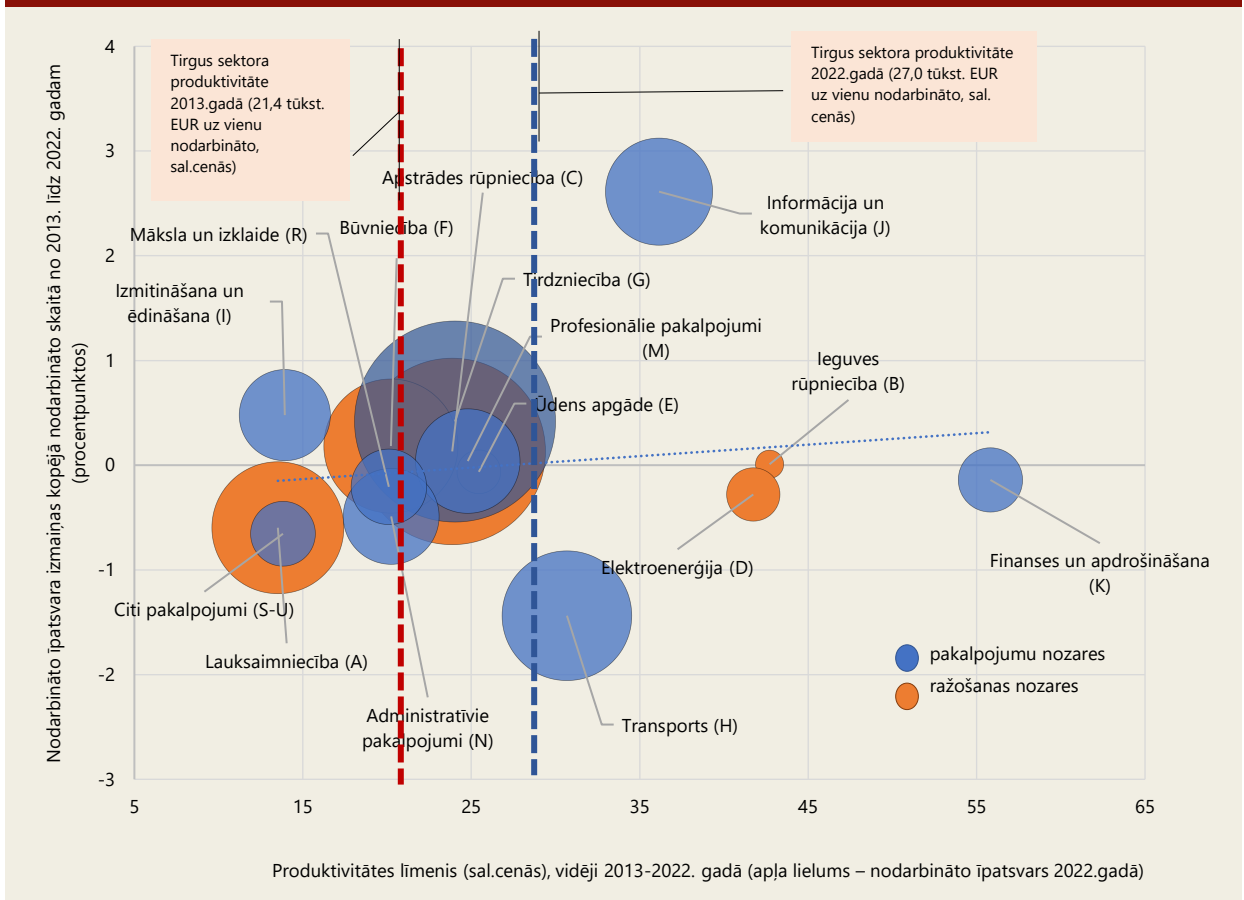 Tirgus sektora
produktivitāte
2013.gadā (21,4 tūkst.
EUR uz vienu
nodarbināto,
sal.cenās)
Tirgus sektora produktivitāte
2022.gadā (27,0 tūkst. EUR
uz vienu nodarbināto, sal.
cenās)
Nodarbināto īpatsvara izmaiņas kopējā nodarbināto skaitā no 2013. līdz 2022. gadam
(procentpunktos)
4
3
2
1
0
-1
-2
-3
Apstrādes rūpniecība (C)
Būvniecība (F)
Māksla un izklaide (R)
Informācija un
komunikācija (J)
Izmitināšana un
ēdināšana (I)
Tirdzniecība (G)
Profesionālie pakalpojumi
(M)
Ieguves
rūpniecība (B)
Ūdens apgāde (E)
Elektroenerģija (D)
Finanses un apdrošināšana
(K)
Citi pakalpojumi (S-U)
Lauksaimniecība (A)
Administratīvie
pakalpojumi (N)
Transports (H)
pakalpojumu nozares
ražošanas nozares
5
15
25
35
45
55
65
Produktivitātes līmenis (sal.cenās), vidēji 2013-2022. gadā (apļa lielums – nodarbināto īpatsvars 2022.gadā)